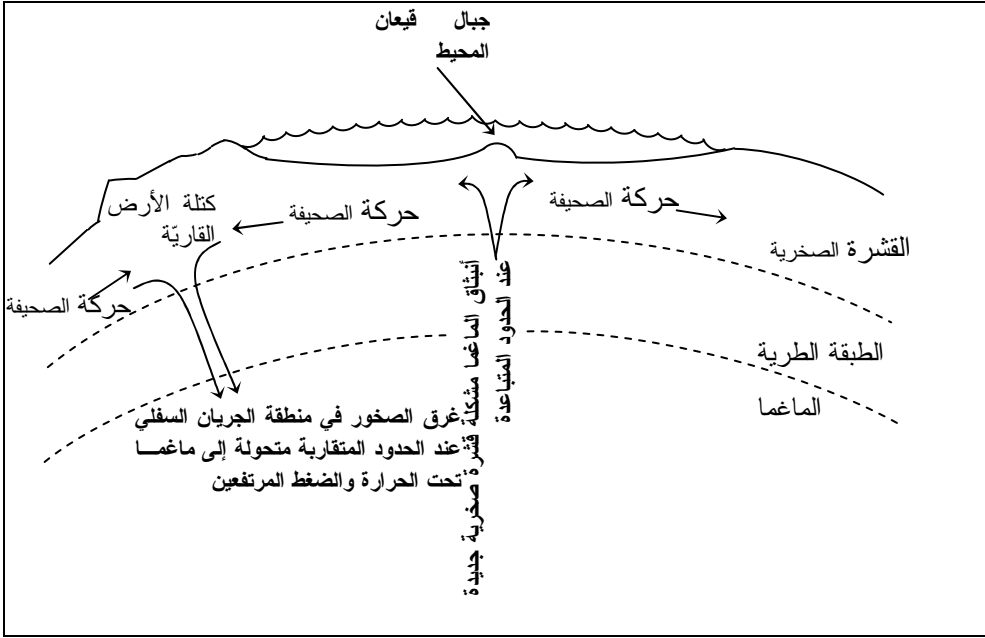 جبال قيعان
المحيط
حركة الصحيفة
حركة الصحيفة
كتلة الأرض
القاريّة
القشرة الصخرية
حركة الصحيفة
أنبثاق الماغما مشكلة قشرة صخرية جديدة
عند الحدود المتباعدة
الطبقة الطرية
الماغما
غرق الصخور في منطقة الجريان السفلي
عند الحدود المتقاربة متحولة إلى ماغمـــا
تحت الحرارة والضغط المرتفعين